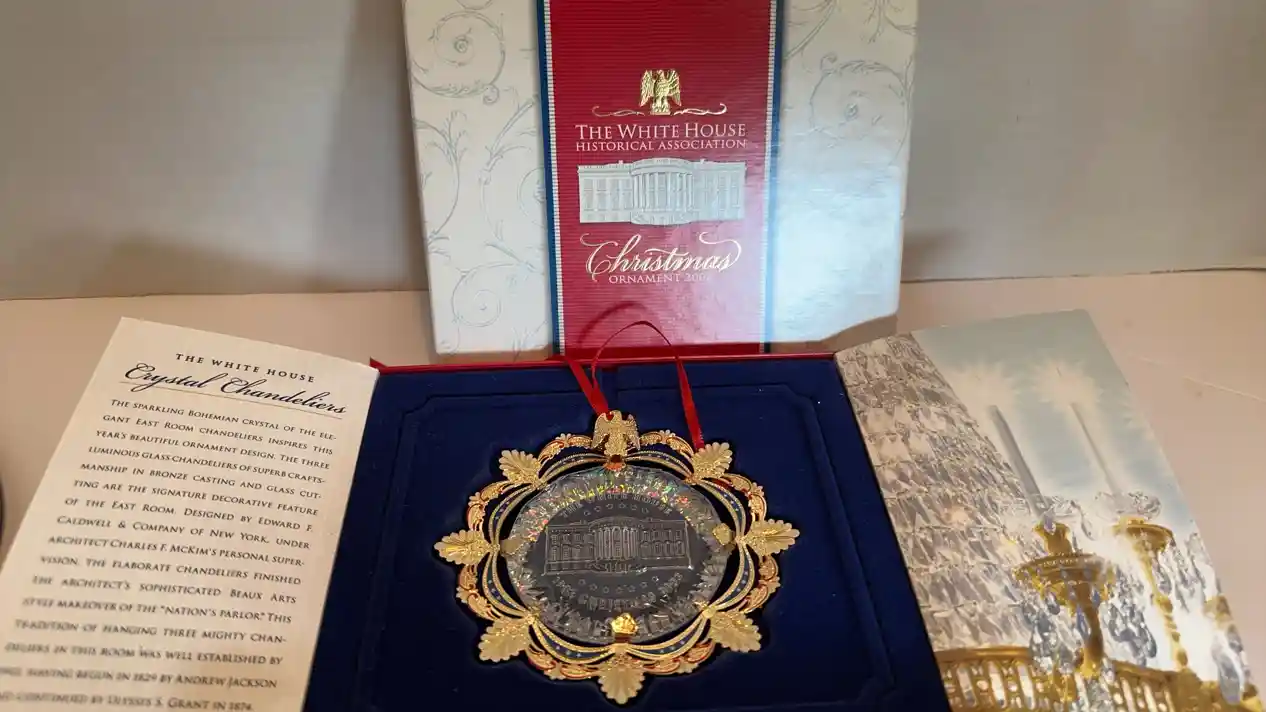 THE WHITE HOUSE
HISTORICAL ASSOCIATION
Christmas
ORNAMENT
THE WHITE HOUSE
Crystal Chandeliers
THE SPARKLING BOHEMIAN CRYSTAL OF THE ELE-
GANT EAST ROOM CHANDELIERS INSPIRES THIS
YEAR'S BEAUTIFUL ORNAMENT DESIGN. THE THREE
LUMINOUS GLASS CHANDELIERS OF SUPERB CRAFTS-
MANSHIP IN BRONZE CASTING AND GLASS CUT-
TING ARE THE SIGNATURE DECORATIVE FEATURE
OF THE EAST ROOM. DESIGNED BY EDWARD F.
CALDWELL & COMPANY OF NEW YORK, UNDER
ARCHITECT CHARLES F. MCKIM'S PERSONAL SUPER-
VISION, THE ELABORATE CHANDELIERS FINISHED
THE ARCHITECT'S SOPHISTICATED BEAUX ARTS
STYLE MAKEOVER OF THE "NATION'S PARLOR." THIS
TRADITION OF HANGING THREE MIGHTY CHAN-
DELIERS IN THIS ROOM WAS WELL ESTABLISHED BY
HAVING BEGUN IN 1829 BY ANDREW JACKSON
CONTINUED BY ULYSSES S. GRANT IN 1874.
THE WHITE HOUSE
CHRISTMAS